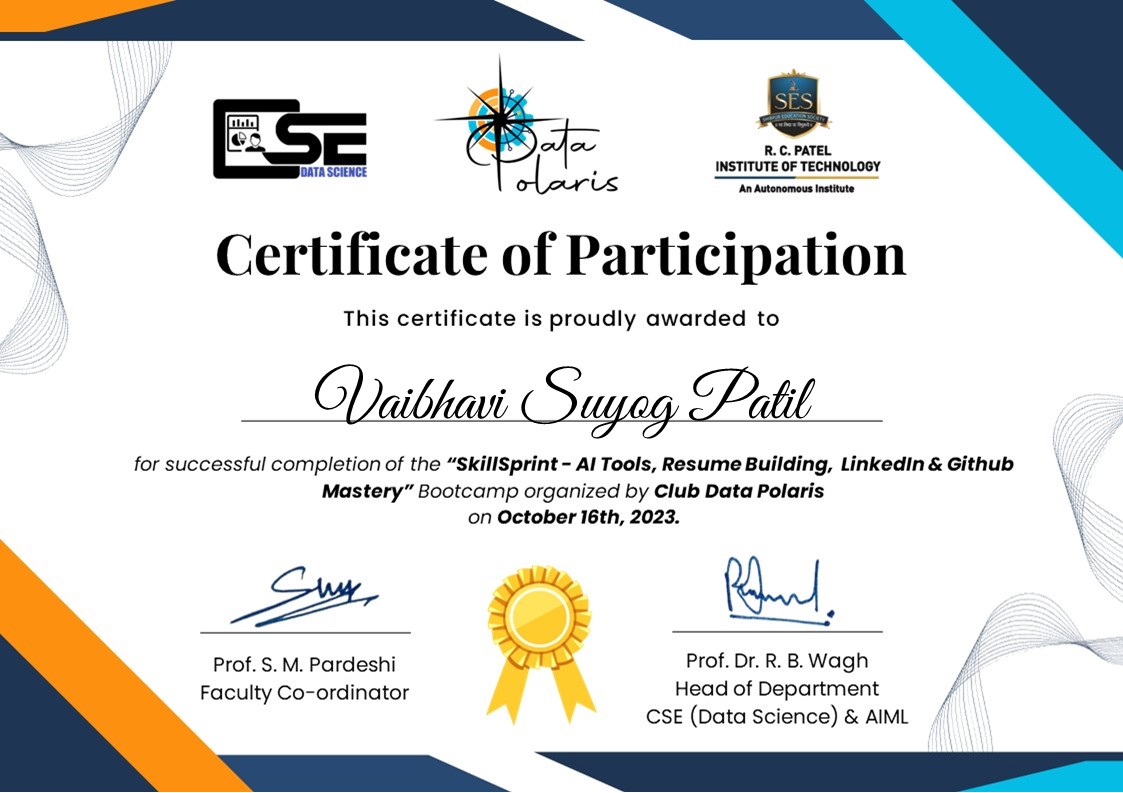 CSE
DATA SCIENCE
Data
Polaris
SES
SHIRPUR EDUCATION SOCIETY
R. C. PATEL
INSTITUTE OF TECHNOLOGY
An Autonomous Institute
Certificate of Participation
This certificate is proudly awarded to
Vaibhavi Suyog Patil
for successful completion of the “SkillSprint - AI Tools, Resume Building, LinkedIn & Github
Mastery” Bootcamp organized by Club Data Polaris
on October 16th, 2023.
Prof. S. M. Pardeshi
Faculty Co-ordinator
Prof. Dr. R. B. Wagh
Head of Department
CSE (Data Science) & AIML